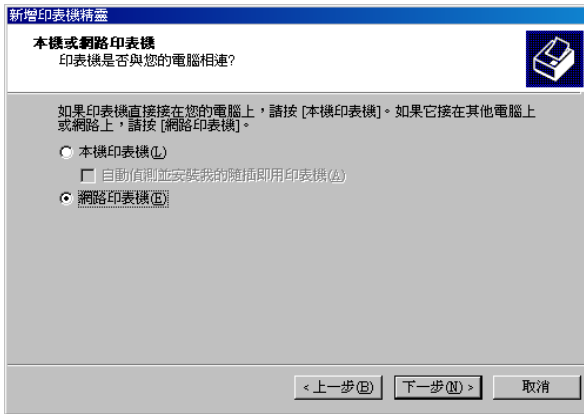 新增印表機精靈
本機或網路印表機
印表機是否與您的電腦相連?
如果印表機直接接在您的電腦上，請按 [本機印表機]。如果它接在其他電腦上
或網路上，請按 [網路印表機]。
本機印表機(L)
自動偵測並安裝我的隨插即用印表機(A)
網路印表機(E)
<上一步(B) 下一步(N)> 取消